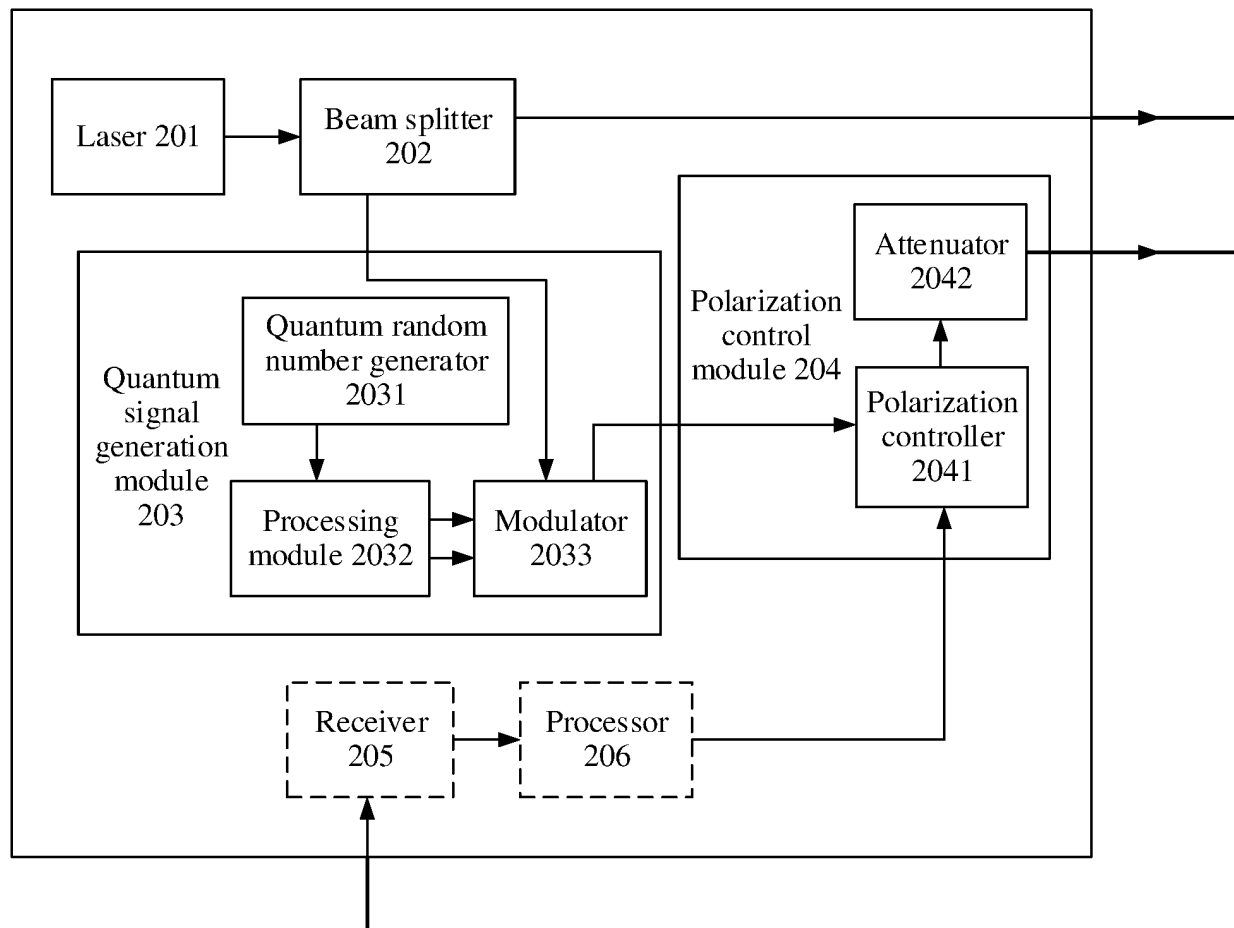 Laser 201
Beam splitter
202
Attenuator
2042
Polarization
control
module 204
Polarization
controller
2041
Quantum random
number generator
2031
Quantum
signal
generation
module
203
Processing
module 2032
Modulator
2033
Receiver
205
Processor
206